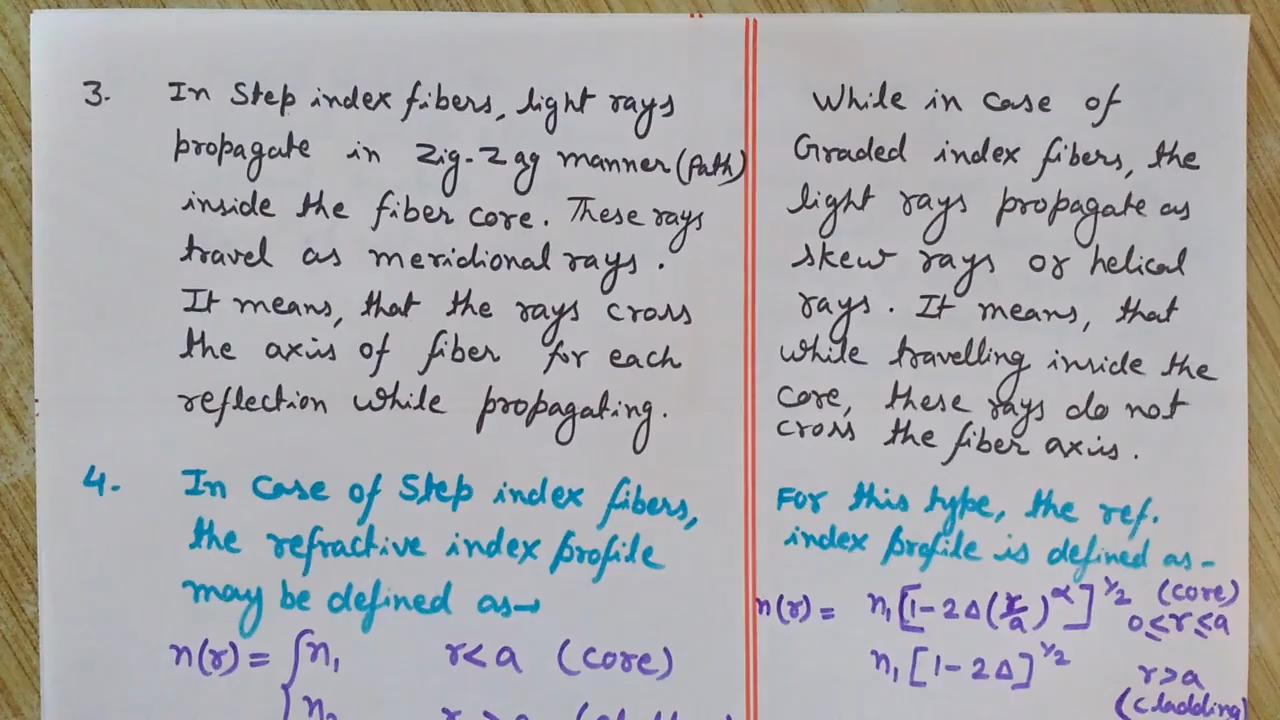 3. In Step index fibers, light rays
propagate in Zig-Zag manner (Path)
inside the fiber core. These rays
travel as meridional rays.
It means, that the rays cross
the axis of fiber for each
reflection while propagating.
4. In case of Step index fibers,
the refractive index profile
may be defined as→
n(r) = { n₁ r < a (core)
n₂
While in case of
Graded index fibers, the
light rays propagate as
skew rays or helical
rays. It means, that
while travelling inside the
core, these rays do not
cross the fiber axis.
For this type, the ref.
index profile is defined as-
n(r) = n₁[1-2Δ(r/a)^α]^1/2 (core)
0≤r≤a
n₁[1-2Δ]^1/2 r>a
(cladding)